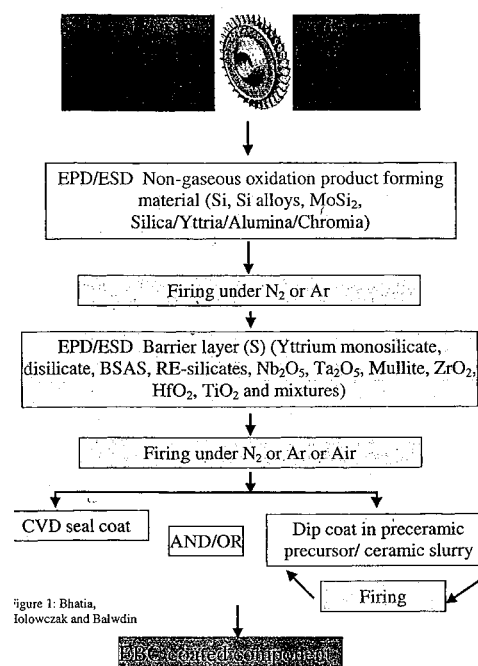 EPD/ESD Non-gaseous oxidation product forming
material (Si, Si alloys, MoSi₂,
Silica/Yttria/Alumina/Chromia)
Firing under N₂ or Ar
EPD/ESD Barrier layer (S) (Yttrium monosilicate,
disilicate, BSAS, RE-silicates, Nb₂O₅, Ta₂O₅, Mullite, ZrO₂,
HfO₂, TiO₂ and mixtures)
Firing under N₂ or Ar or Air
CVD seal coat
AND/OR
Dip coat in preceramic
precursor/ ceramic slurry
Firing
igure 1: Bhatia,
Iolowczak and Balwdin
EBC coated component